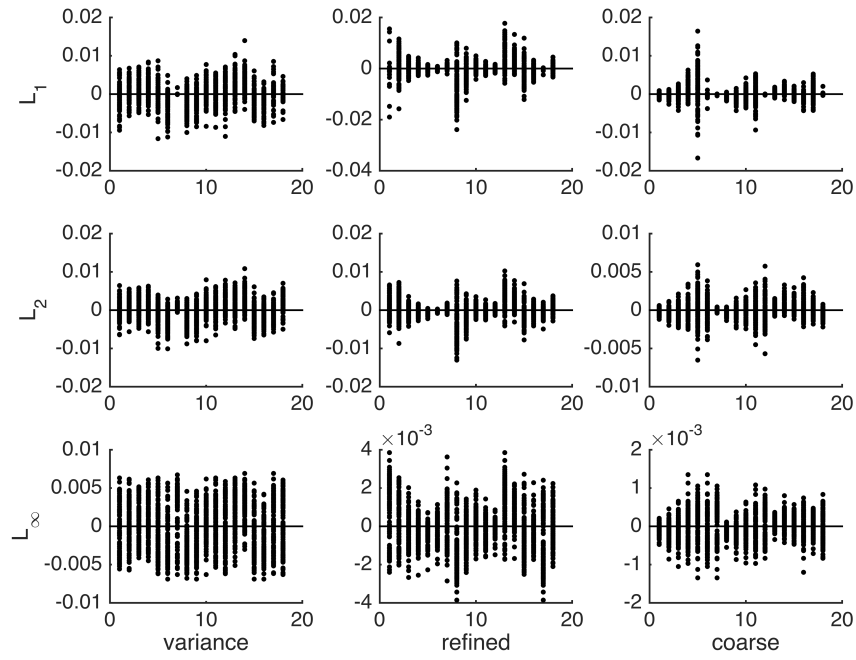 0.02 0.02 0.02
0.01 0.01
0 0 0
-0.01 -0.02 -0.01
-0.02 -0.04 -0.02
L1
0 10 20 0 10 20 0 10 20
0.02 0.02 0.01
0.01 0.01 0.005
0 0 0
-0.01 -0.01 -0.005
-0.02 -0.02 -0.01
L2
0 10 20 0 10 20 0 10 20
×10-3 ×10-3
0.01 4 2
0.005 2 1
0 0 0
-0.005 -2 -1
-0.01 -4 -2
L∞
0 10 20 0 10 20 0 10 20
variance refined coarse